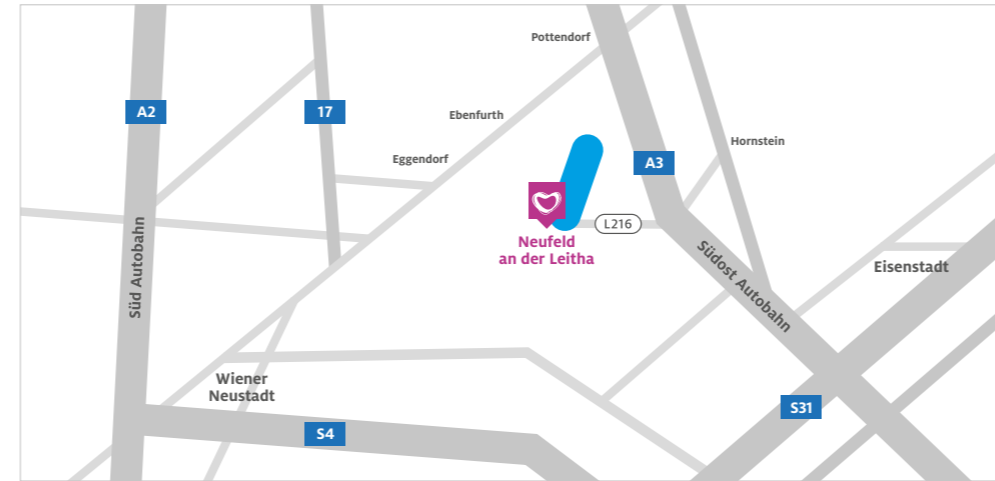 Pottendorf
A2
17
Ebenfurth
Hornstein
Eggendorf
A3
L216
Neufeld
an der Leitha
Süd Autobahn
Südost Autobahn
Eisenstadt
Wiener
Neustadt
S31
S4